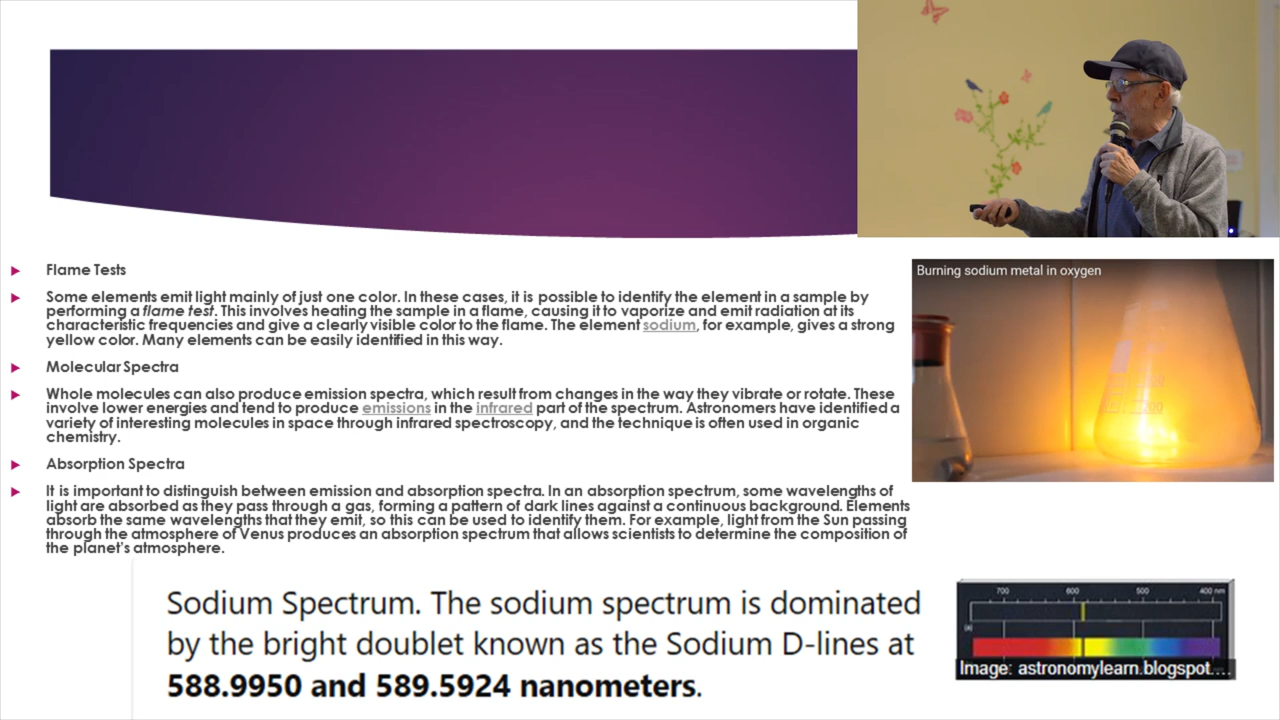 Flame Tests
Some elements emit light mainly of just one color. In these cases, it is possible to identify the element in a sample by
performing a flame test. This involves heating the sample in a flame, causing it to vaporize and emit radiation at its
characteristic frequencies and give a clearly visible color to the flame. The element sodium, for example, gives a strong
yellow color. Many elements can be easily identified in this way.
Molecular Spectra
Whole molecules can also produce emission spectra, which result from changes in the way they vibrate or rotate. These
involve lower energies and tend to produce emissions in the infrared part of the spectrum. Astronomers have identified a
variety of interesting molecules in space through infrared spectroscopy, and the technique is often used in organic
chemistry.
Absorption Spectra
It is important to distinguish between emission and absorption spectra. In an absorption spectrum, some wavelengths of
light are absorbed as they pass through a gas, forming a pattern of dark lines against a continuous background. Elements
absorb the same wavelengths that they emit, so this can be used to identify them. For example, light from the Sun passing
through the atmosphere of Venus produces an absorption spectrum that allows scientists to determine the composition of
the planet's atmosphere.
Burning sodium metal in oxygen
Sodium Spectrum. The sodium spectrum is dominated
by the bright doublet known as the Sodium D-lines at
588.9950 and 589.5924 nanometers.
700 600 500 400 nm
(a)
Image: astronomylearn.blogspot....